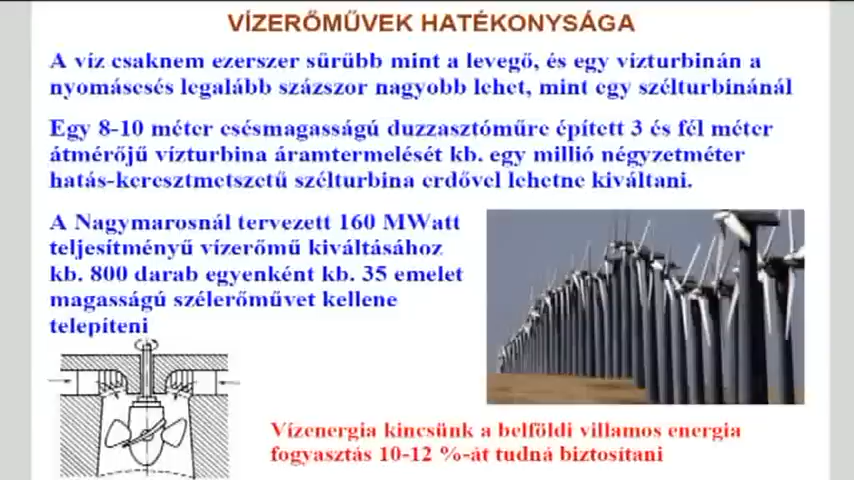 VÍZERŐMŰVEK HATÉKONYSÁGA
A víz csaknem ezerszer sűrűbb mint a levegő, és egy vízturbinán a
nyomásesés legalább százszor nagyobb lehet, mint egy szélturbinánál
Egy 8-10 méter esésmagasságú duzzasztóműre épített 3 és fél méter
átmérőjű vízturbina áramtermelését kb. egy millió négyzetméter
hatás-keresztmetszetű szélturbina erdővel lehetne kiváltani.
A Nagymarosnál tervezett 160 MWatt
teljesítményű vízerőmű kiváltásához
kb. 800 darab egyenként kb. 35 emelet
magasságú szélerőművet kellene
telepíteni
Vízenergia kincsünk a belföldi villamos energia
fogyasztás 10-12 %-át tudná biztosítani